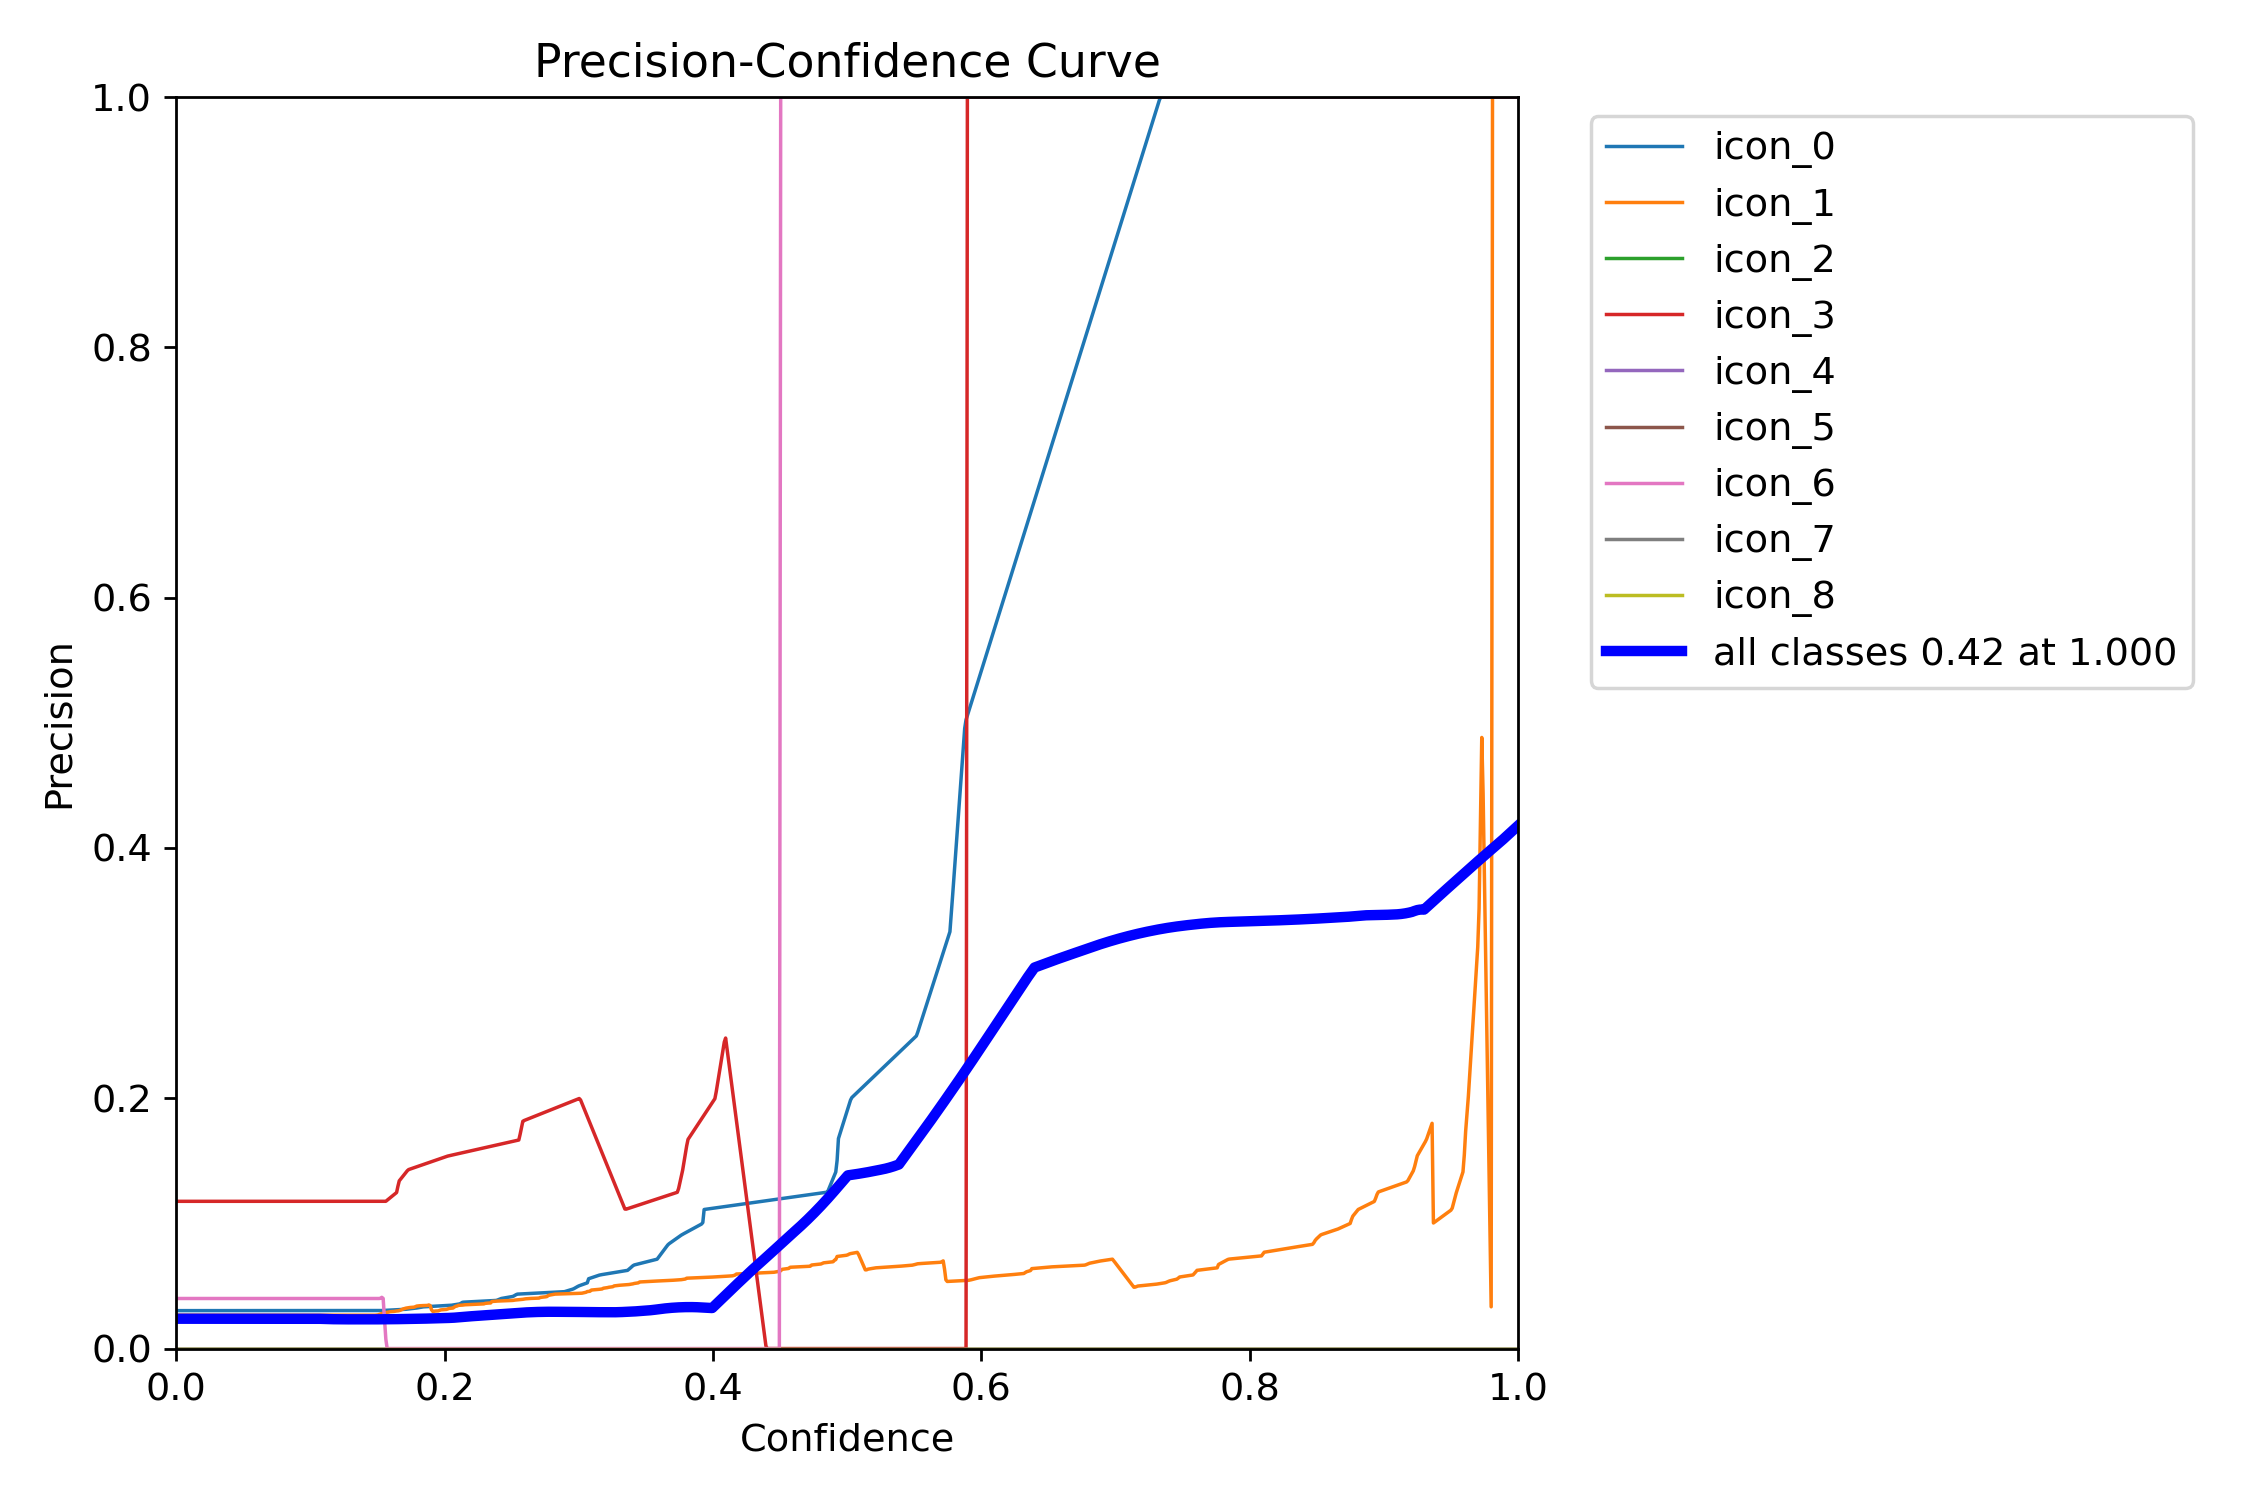 Precision-Confidence Curve
1.0
0.8
0.6
0.4
0.2
0.0
Precision
0.0 0.2 0.4 0.6 0.8 1.0
Confidence
icon_0
icon_1
icon_2
icon_3
icon_4
icon_5
icon_6
icon_7
icon_8
all classes 0.42 at 1.000